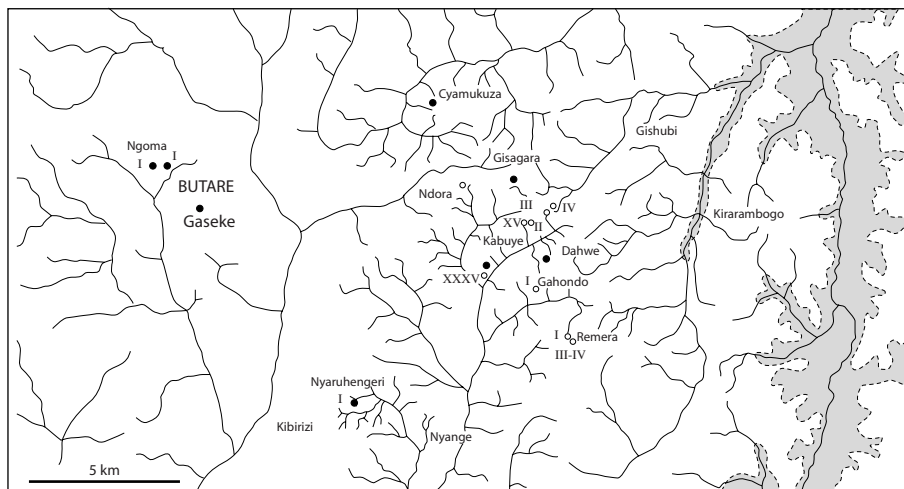 Cyamukuza
Gishubi
Ngoma
I I
Gisagara
BUTARE
Ndora
Gaseke
III
IV
XV II
Kirarambogo
Kabuye
Dahwe
XXXV
I Gahondo
I Remera
III-IV
Nyaruhengeri
I
Kibirizi
Nyange
5 km